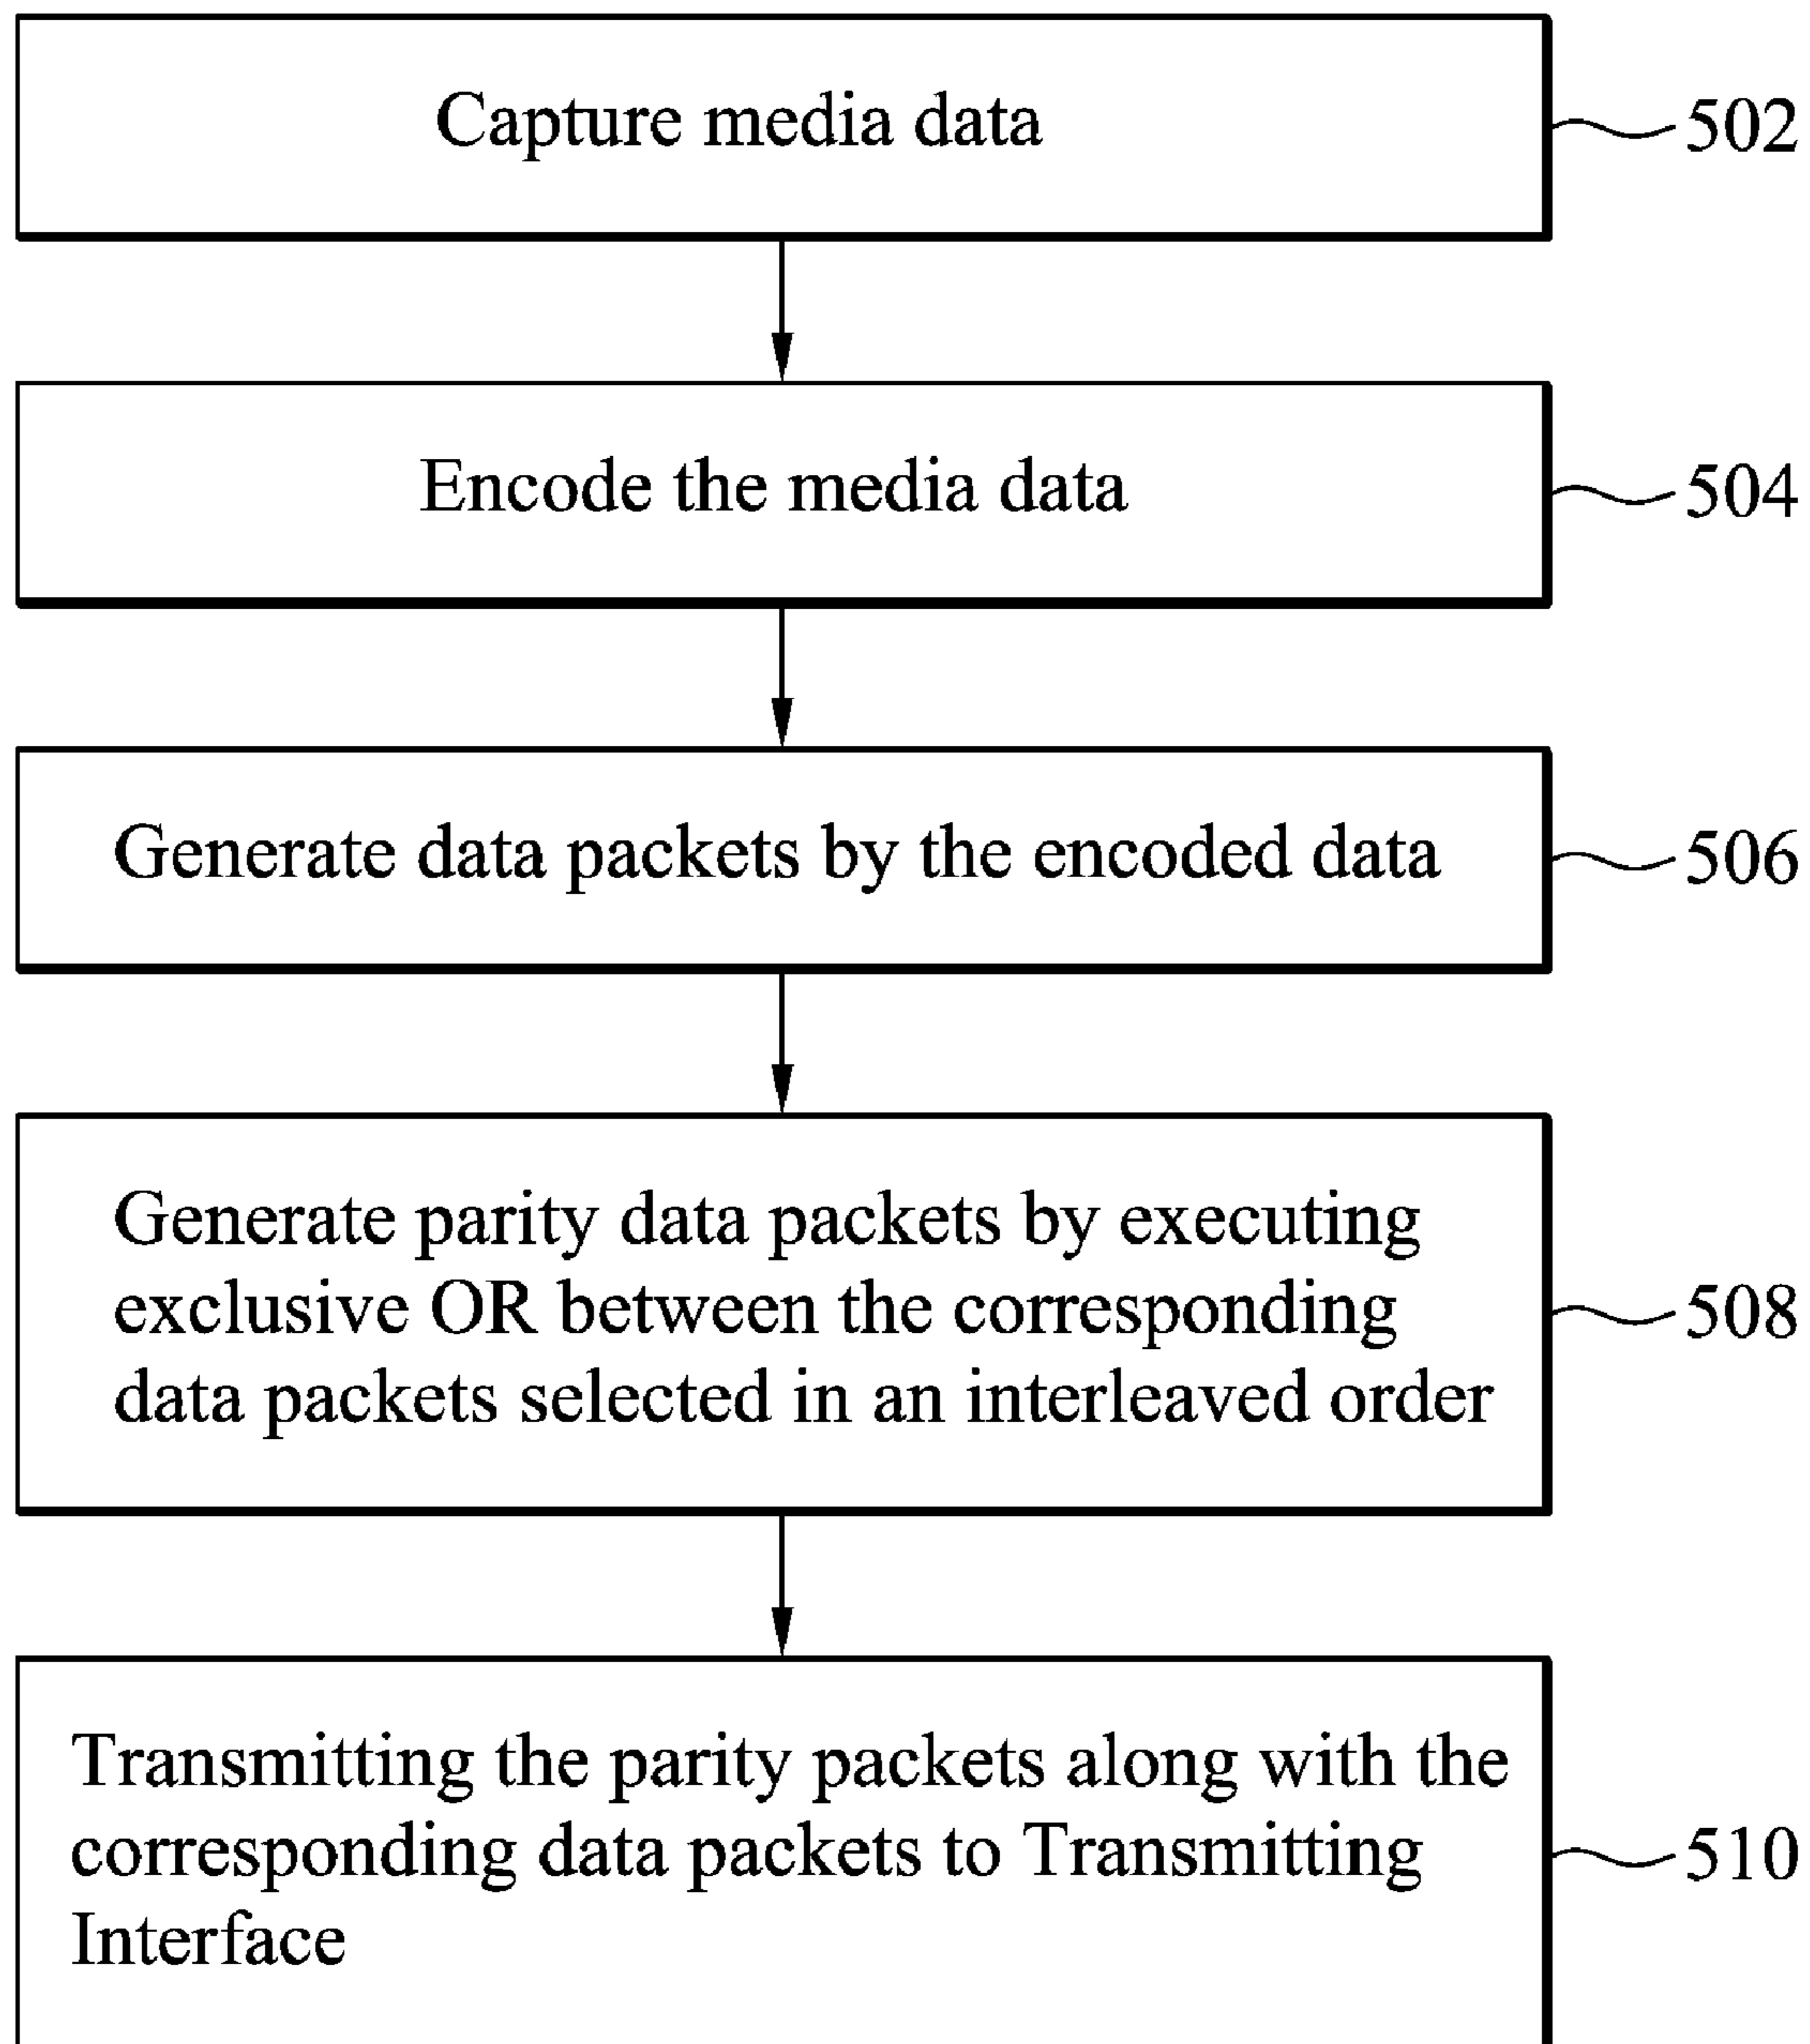 Capture media data
502
Encode the media data
504
Generate data packets by the encoded data
506
Generate parity data packets by executing
exclusive OR between the corresponding
data packets selected in an interleaved order
508
Transmitting the parity packets along with the
corresponding data packets to Transmitting
Interface
510